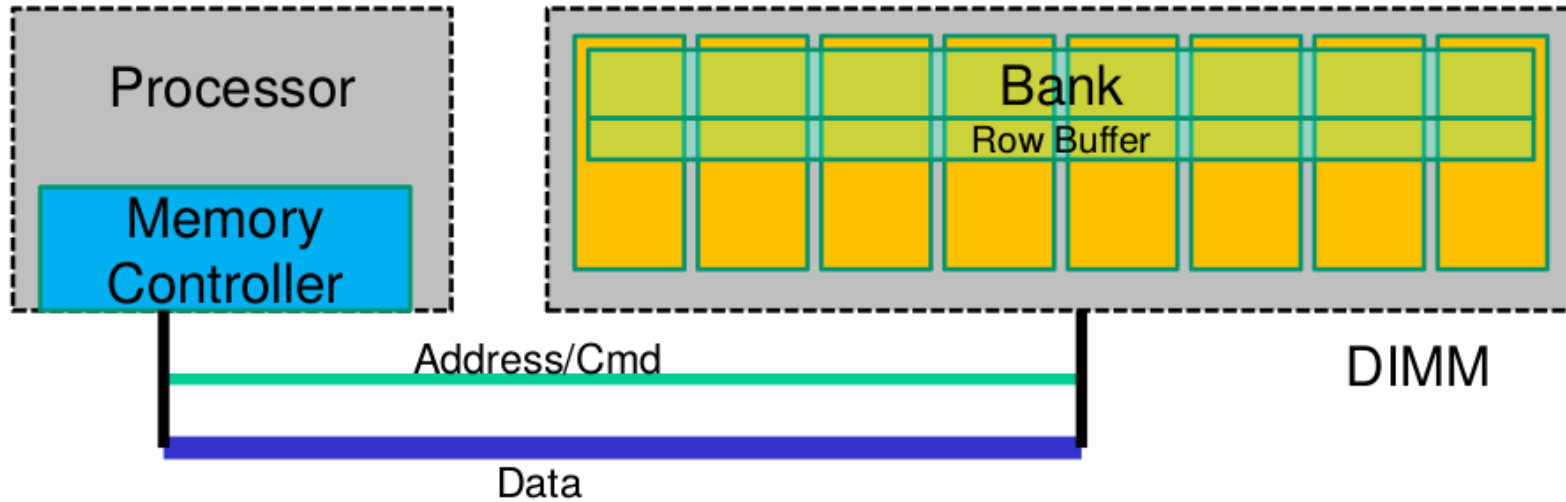 Processor
Bank
Row Buffer
Memory
Controller
Address/Cmd
DIMM
Data